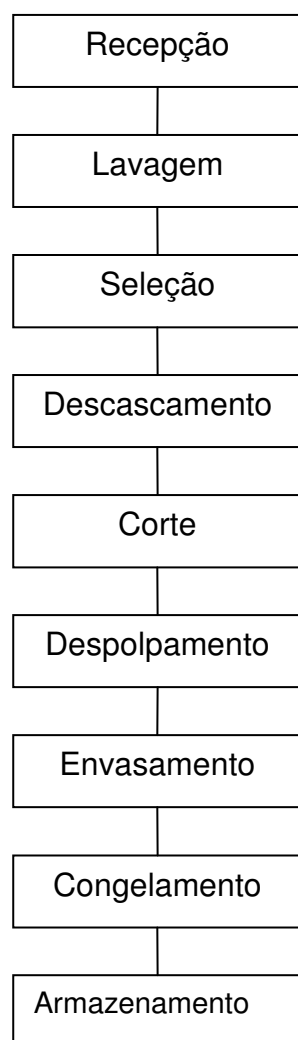 Recepção
Lavagem
Seleção
Descascamento
Corte
Despolpamento
Envasamento
Congelamento
Armazenamento